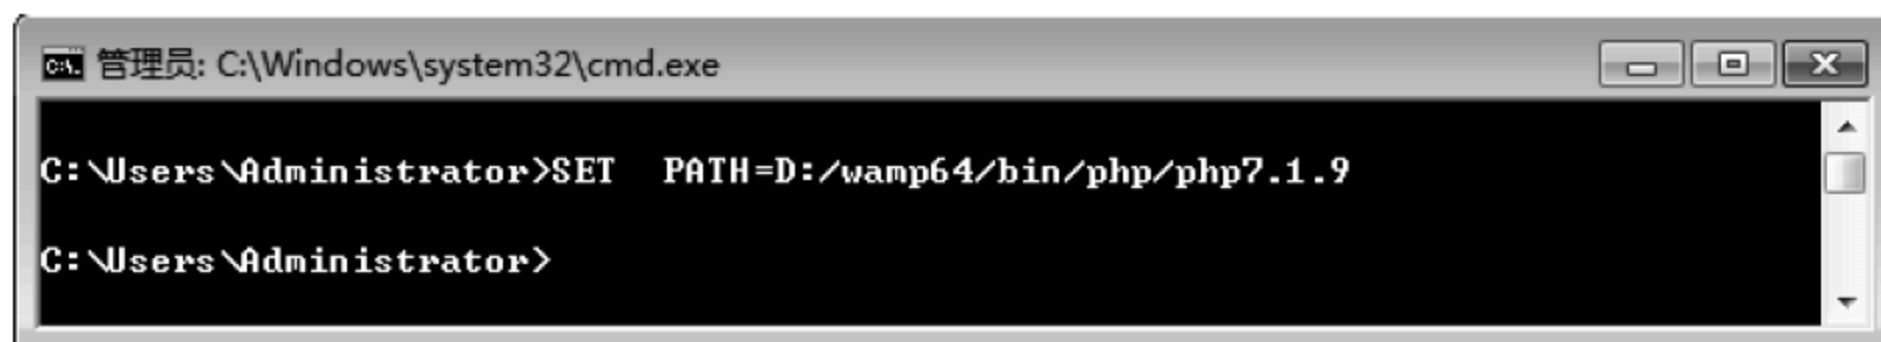 管理员: C:\Windows\system32\cmd.exe
C:\Users\Administrator>SET  PATH=D:/wamp64/bin/php/php7.1.9
C:\Users\Administrator>